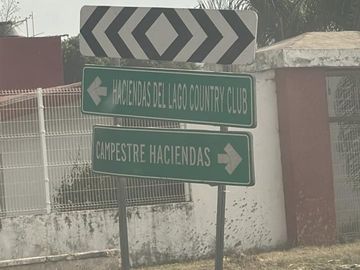 HACIENDAS DEL LAGO COUNTRY CLUB
CAMPESTRE HACIENDAS